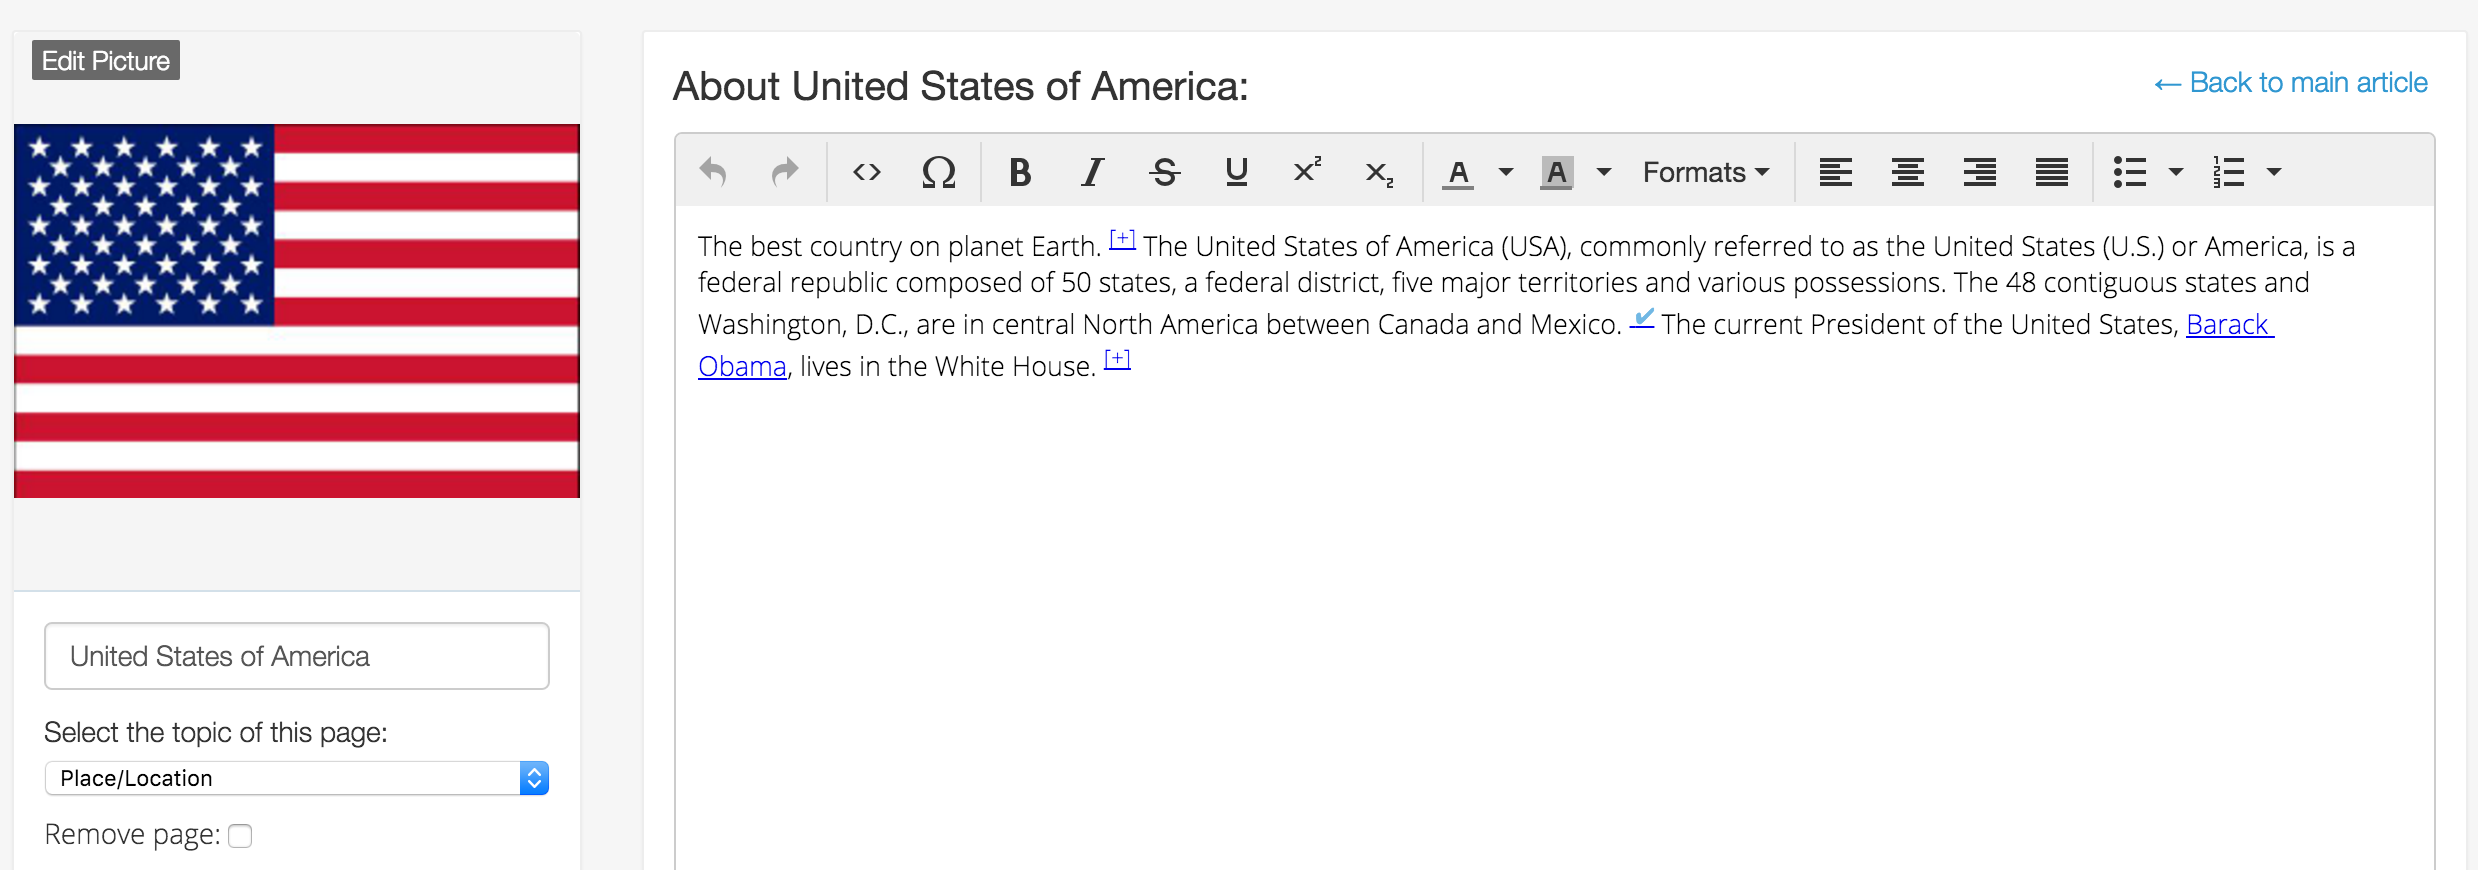 Edit Picture
About United States of America:
← Back to main article
<> Ω B I S U x² x₂ A A Formats
The best country on planet Earth. [+] The United States of America (USA), commonly referred to as the United States (U.S.) or America, is a
federal republic composed of 50 states, a federal district, five major territories and various possessions. The 48 contiguous states and
Washington, D.C., are in central North America between Canada and Mexico. ✔ The current President of the United States, Barack
Obama, lives in the White House. [+]
United States of America
Select the topic of this page:
Place/Location
Remove page: